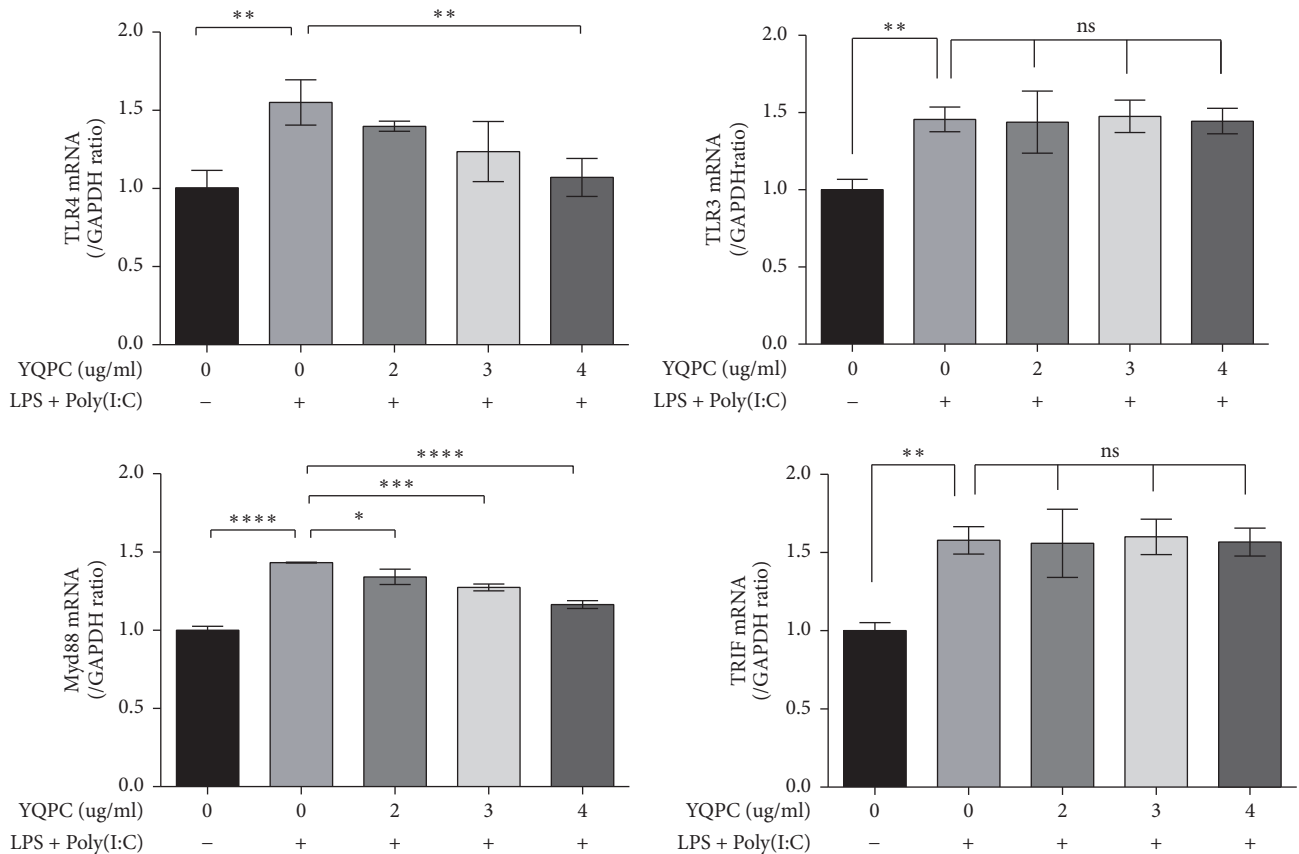 ** **
2.0
1.5
1.0
0.5
0.0
TLR4 mRNA
(/GAPDH ratio)
YQPC (ug/ml) 0 0 2 3 4
LPS + Poly(I:C) − + + + +
** ns
2.0
1.5
1.0
0.5
0.0
TLR3 mRNA
(/GAPDHratio)
YQPC (ug/ml) 0 0 2 3 4
LPS + Poly(I:C) − + + + +
****
***
**** *
2.0
1.5
1.0
0.5
0.0
Myd88 mRNA
(/GAPDH ratio)
YQPC (ug/ml) 0 0 2 3 4
LPS + Poly(I:C) − + + + +
** ns
2.0
1.5
1.0
0.5
0.0
TRIF mRNA
(/GAPDH ratio)
YQPC (ug/ml) 0 0 2 3 4
LPS + Poly(I:C) − + + + +